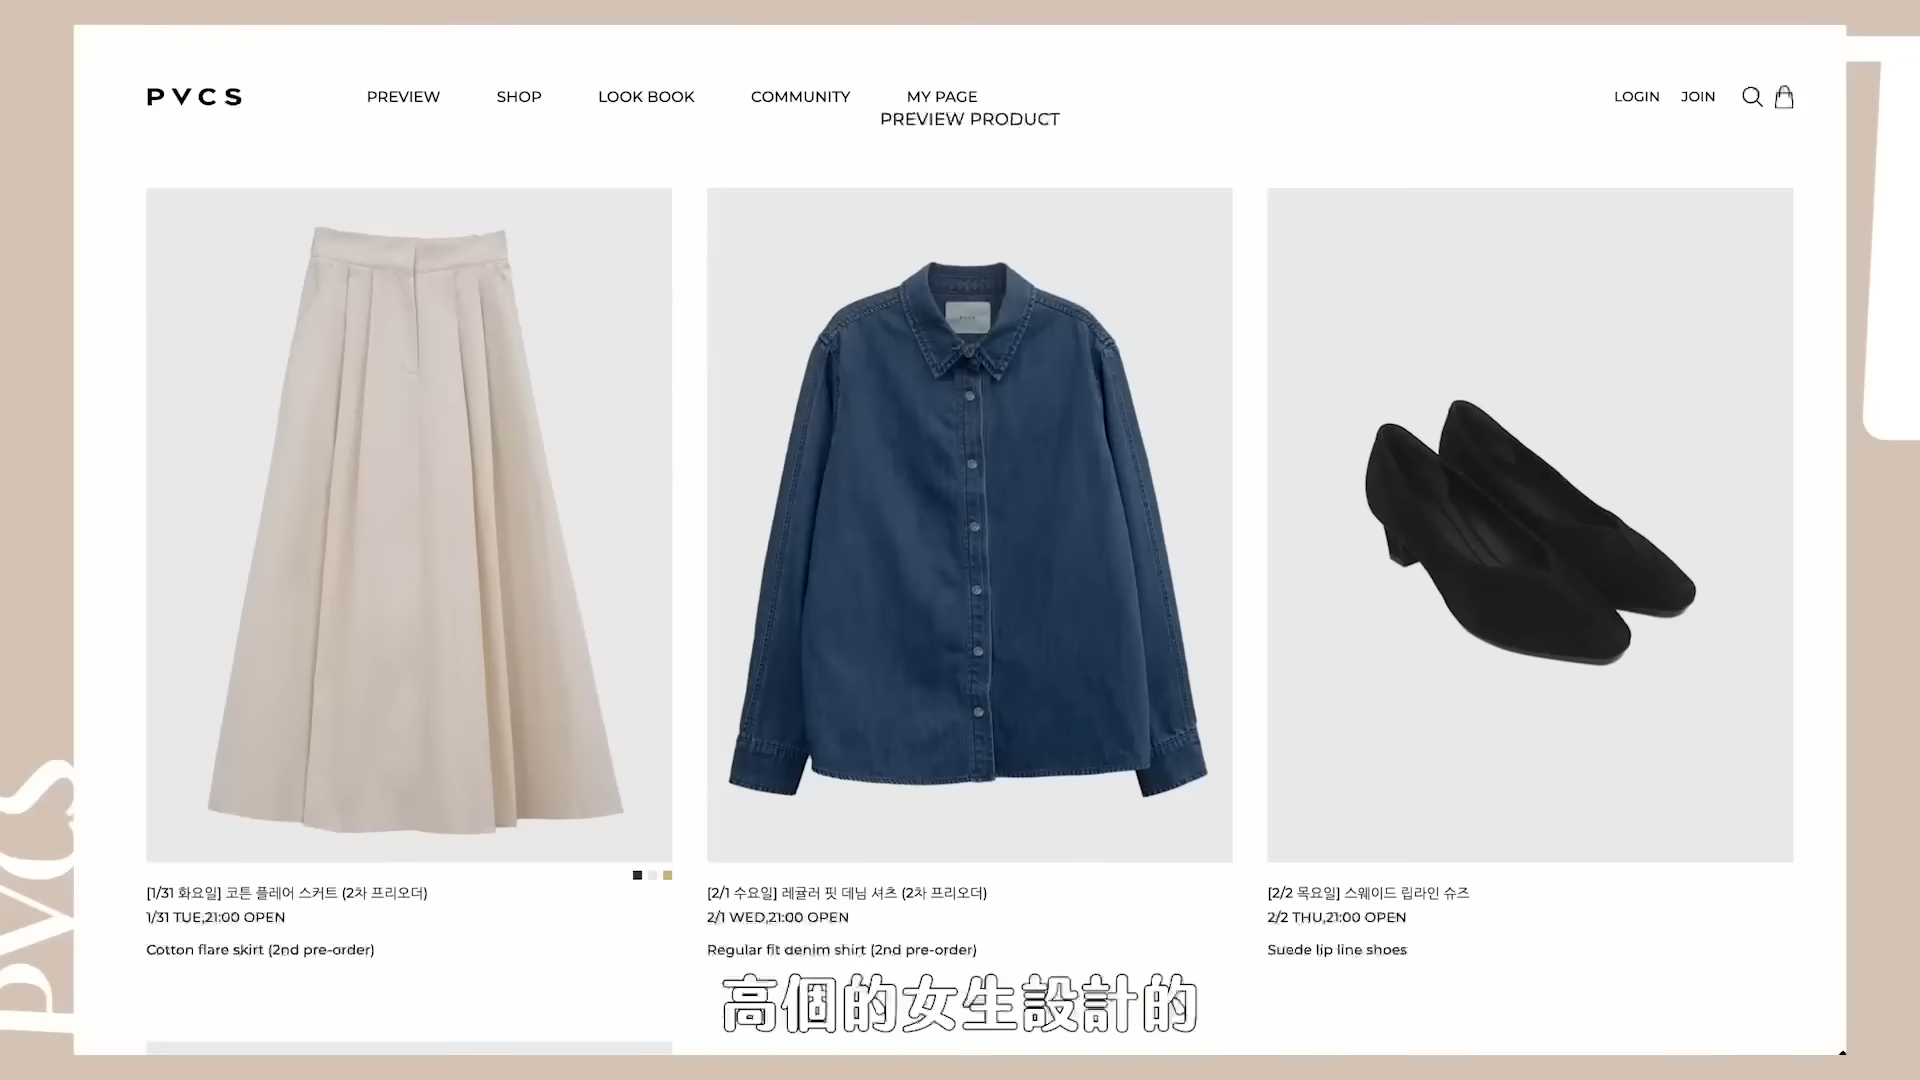 PVCS
PREVIEW
SHOP
LOOK BOOK
COMMUNITY
MY PAGE
LOGIN
JOIN
PREVIEW PRODUCT
[1/31 화요일] 코튼 플레어 스커트 (2차 프리오더)
1/31 TUE,21:00 OPEN
Cotton flare skirt (2nd pre-order)
[2/1 수요일] 레귤러 핏 데님 셔츠 (2차 프리오더)
2/1 WED,21:00 OPEN
Regular fit denim shirt (2nd pre-order)
[2/2 목요일] 스웨이드 립라인 슈즈
2/2 THU,21:00 OPEN
Suede lip line shoes
高個的女生設計的
PVCS